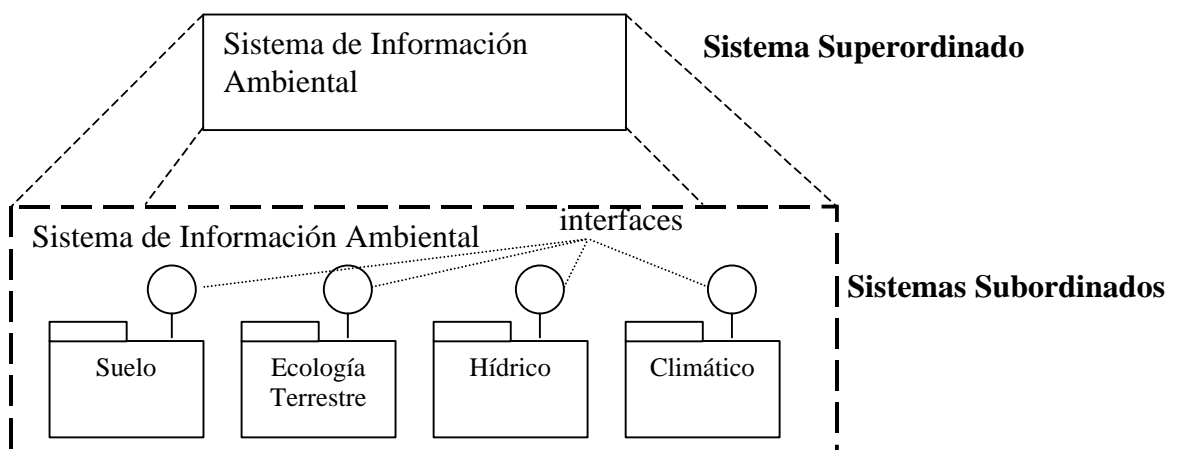 Sistema de Información
Ambiental
Sistema Superordinado
interfaces
Sistema de Información Ambiental
Sistemas Subordinados
Suelo
Ecología
Terrestre
Hídrico
Climático